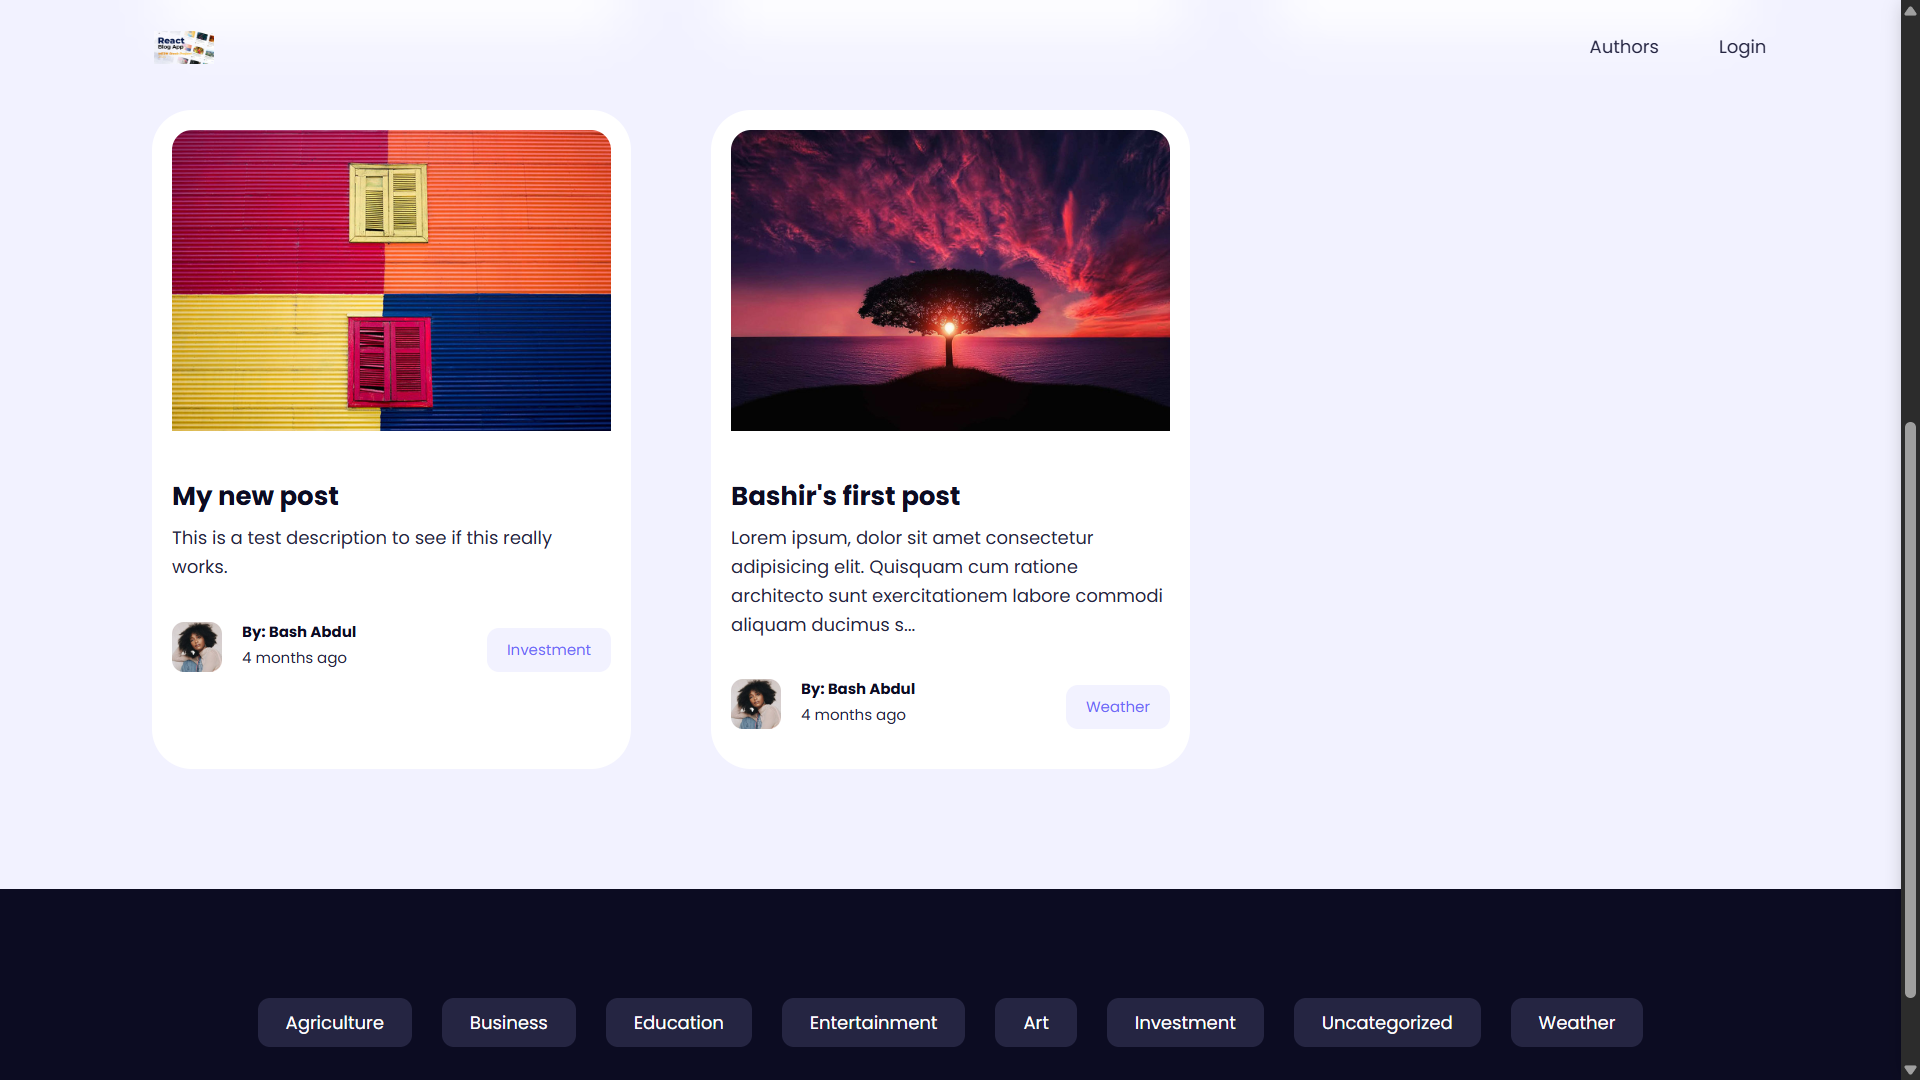 React
Blog App
Authors
Login
My new post
This is a test description to see if this really
works.
By: Bash Abdul
4 months ago
Investment
Bashir's first post
Lorem ipsum, dolor sit amet consectetur
adipisicing elit. Quisquam cum ratione
architecto sunt exercitationem labore commodi
aliquam ducimus s...
By: Bash Abdul
4 months ago
Weather
Agriculture
Business
Education
Entertainment
Art
Investment
Uncategorized
Weather